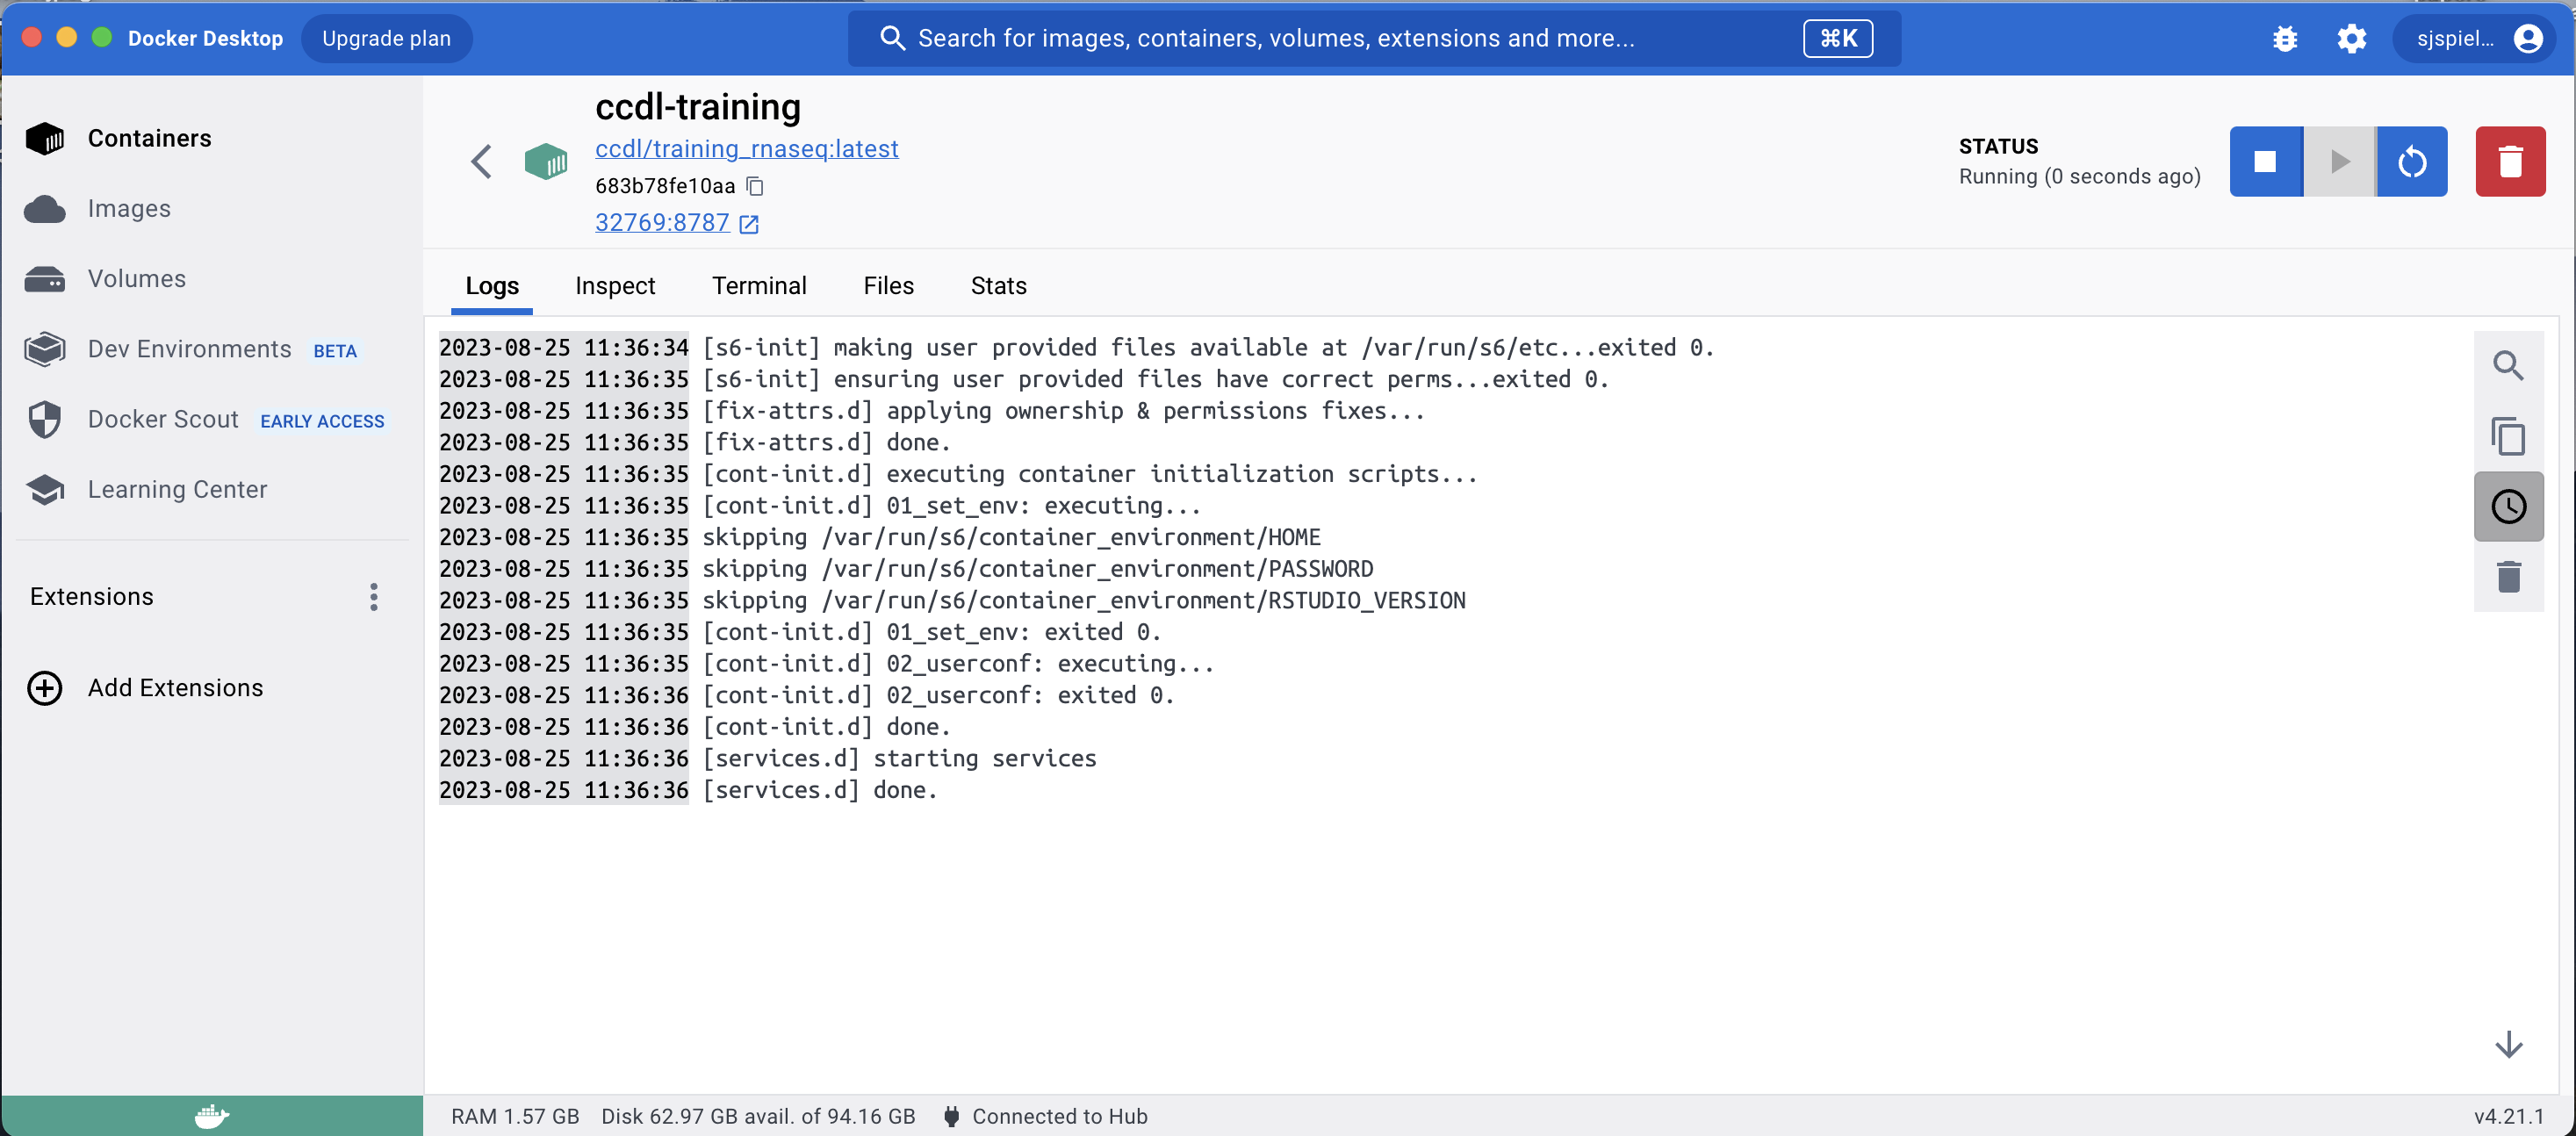 Docker Desktop
Upgrade plan
Search for images, containers, volumes, extensions and more...
⌘K
sjspiel...
Containers
Images
Volumes
Dev Environments BETA
Docker Scout EARLY ACCESS
Learning Center
Extensions
Add Extensions
ccdl-training
ccdl/training_rnaseq:latest
683b78fe10aa
32769:8787
STATUS
Running (0 seconds ago)
Logs Inspect Terminal Files Stats
2023-08-25 11:36:34 [s6-init] making user provided files available at /var/run/s6/etc...exited 0.
2023-08-25 11:36:35 [s6-init] ensuring user provided files have correct perms...exited 0.
2023-08-25 11:36:35 [fix-attrs.d] applying ownership & permissions fixes...
2023-08-25 11:36:35 [fix-attrs.d] done.
2023-08-25 11:36:35 [cont-init.d] executing container initialization scripts...
2023-08-25 11:36:35 [cont-init.d] 01_set_env: executing...
2023-08-25 11:36:35 skipping /var/run/s6/container_environment/HOME
2023-08-25 11:36:35 skipping /var/run/s6/container_environment/PASSWORD
2023-08-25 11:36:35 skipping /var/run/s6/container_environment/RSTUDIO_VERSION
2023-08-25 11:36:35 [cont-init.d] 01_set_env: exited 0.
2023-08-25 11:36:35 [cont-init.d] 02_userconf: executing...
2023-08-25 11:36:36 [cont-init.d] 02_userconf: exited 0.
2023-08-25 11:36:36 [cont-init.d] done.
2023-08-25 11:36:36 [services.d] starting services
2023-08-25 11:36:36 [services.d] done.
RAM 1.57 GB Disk 62.97 GB avail. of 94.16 GB Connected to Hub
v4.21.1